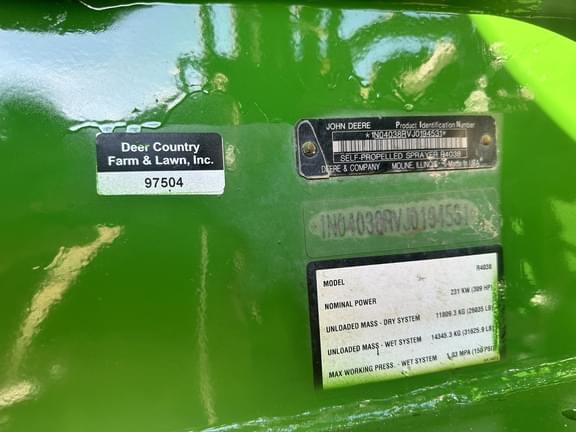 Deer Country
Farm & Lawn, Inc.
97504
JOHN DEERE Product Identification Number
*1N04038RVJ0194531*
SELF-PROPELLED SPRAYER R4038
DEERE & COMPANY MOLINE, ILLINOIS Made in U.S.A.
1N04038RVJ0194531
MODEL R4038
NOMINAL POWER 231 KW (309 HP)
UNLOADED MASS - DRY SYSTEM 11809.3 KG (26035 LB)
UNLOADED MASS - WET SYSTEM 14345.3 KG (31625.9 LB)
MAX WORKING PRESS. - WET SYSTEM 1.03 MPA (150 PSI)